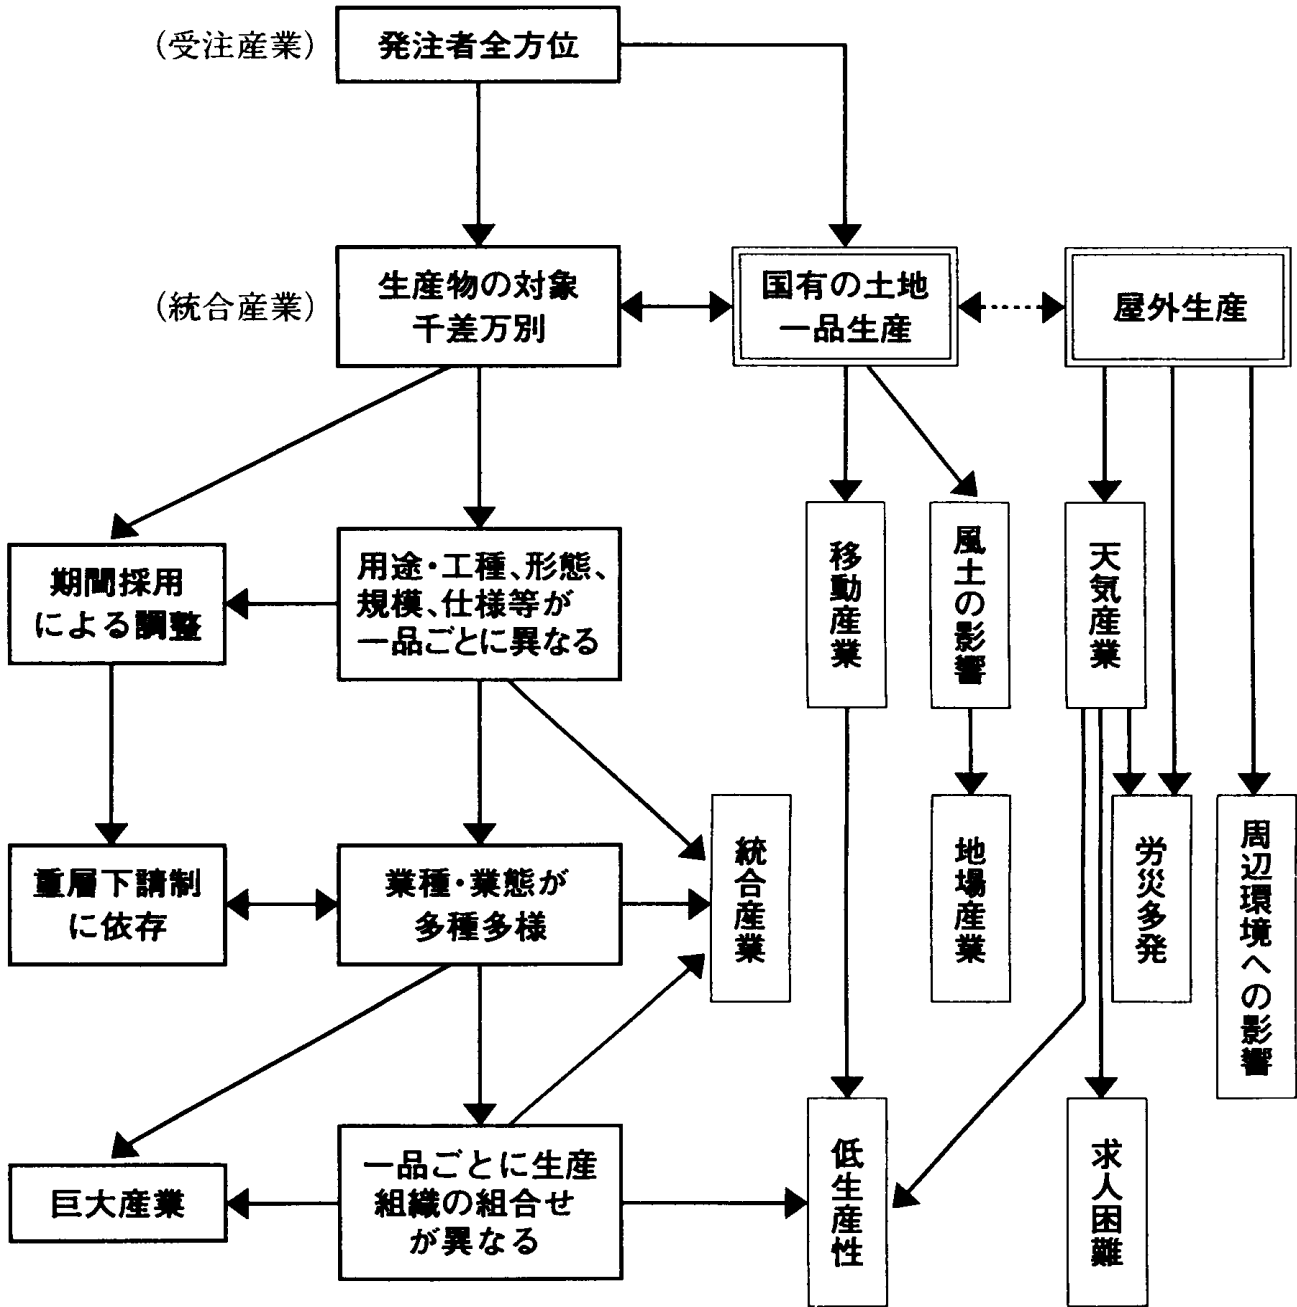 (受注産業)
発注者全方位
(統合産業)
生産物の対象
千差万別
国有の土地
一品生産
屋外生産
期間採用
による調整
用途・工種、形態、
規模、仕様等が
一品ごとに異なる
移動産業
風土の影響
天気産業
重層下請制
に依存
業種・業態が
多種多様
統合産業
地場産業
労災多発
周辺環境への影響
巨大産業
一品ごとに生産
組織の組合せ
が異なる
低生産性
求人困難